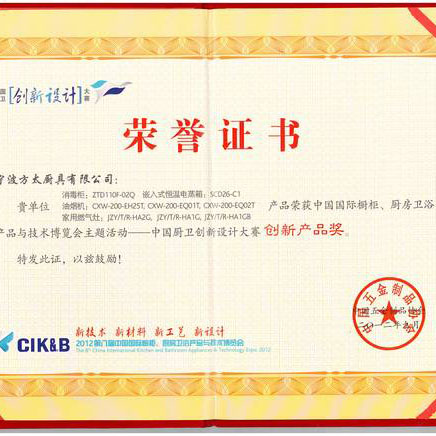 [创新设计]大赛
荣誉证书
宁波方太厨具有限公司：
消毒柜：ZTD110F-02Q 嵌入式恒温电蒸箱：SCD26-C1
贵单位 油烟机：CXW-200-EH25T, CXW-200-EQ01T, CXW-200-EQ02T 产品荣获中国国际橱柜、厨房卫浴
家用燃气灶：JZY/T/R-HA2G, JZY/T/R-HA1G, JZY/T/R-HA1GB
产品与技术博览会主题活动——中国厨卫创新设计大赛 创新产品奖。
特发此证，以兹鼓励！
新技术 新材料 新工艺 新设计
CIK&B
2012第八届中国国际橱柜、厨房卫浴产品与技术博览会
The 8th China International Kitchen and Bathroom Appliances & Technology Expo 2012
中国五金制品协会
二〇一二年九月